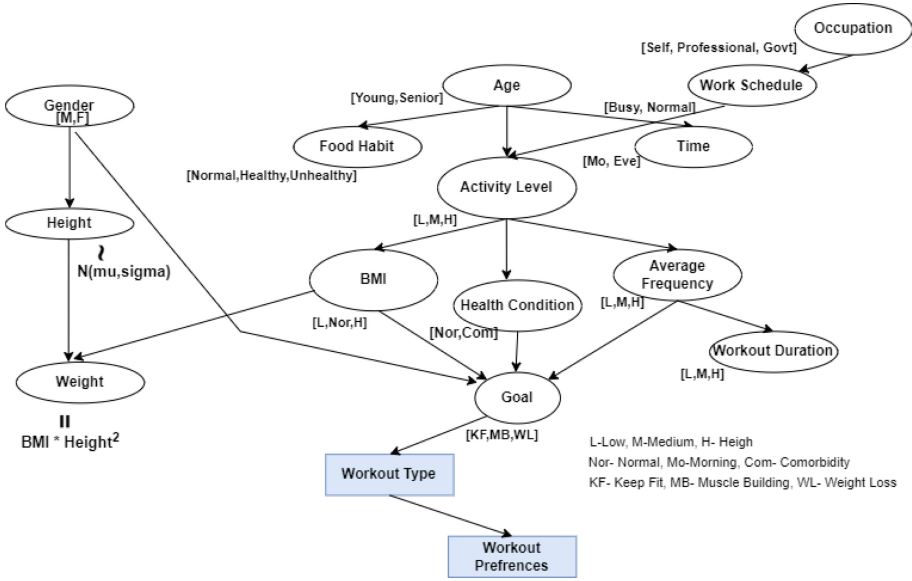 Occupation
[Self, Professional, Govt]
Age
Work Schedule
[Young,Senior]
Gender
[M,F]
[Busy, Normal]
Food Habit
Time
[Normal,Healthy,Unhealthy]
[Mo, Eve]
Activity Level
[L,M,H]
Height
~
N(mu,sigma)
BMI
Average
Frequency
Health Condition
[L,M,H]
[L,Nor,H]
[Nor,Com]
Workout Duration
[L,M,H]
Weight
Goal
=
BMI * Height²
[KF,MB,WL]
L-Low, M-Medium, H- Heigh
Nor- Normal, Mo-Morning, Com- Comorbidity
KF- Keep Fit, MB- Muscle Building, WL- Weight Loss
Workout Type
Workout
Prefrences